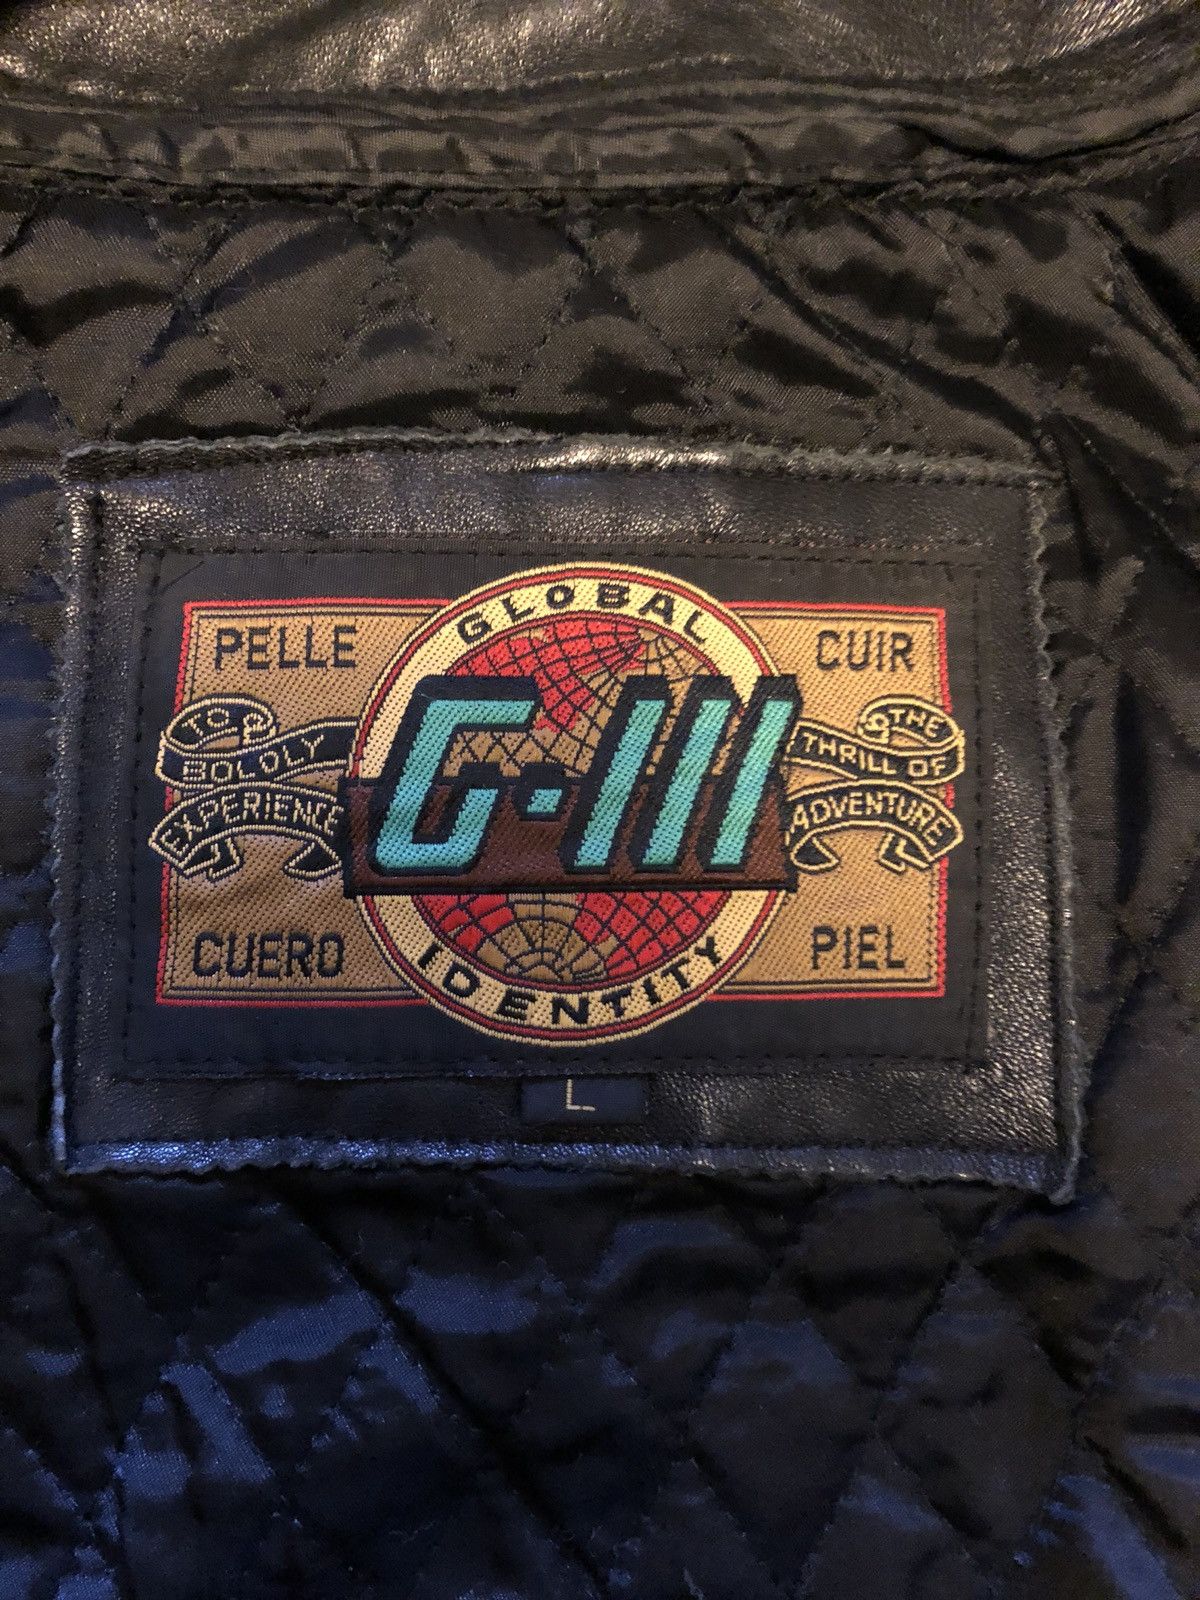 GLOBAL
PELLE
CUIR
G-III
TO
BOLDLY
EXPERIENCE
THE
THRILL OF
ADVENTURE
CUERO
PIEL
IDENTITY
L